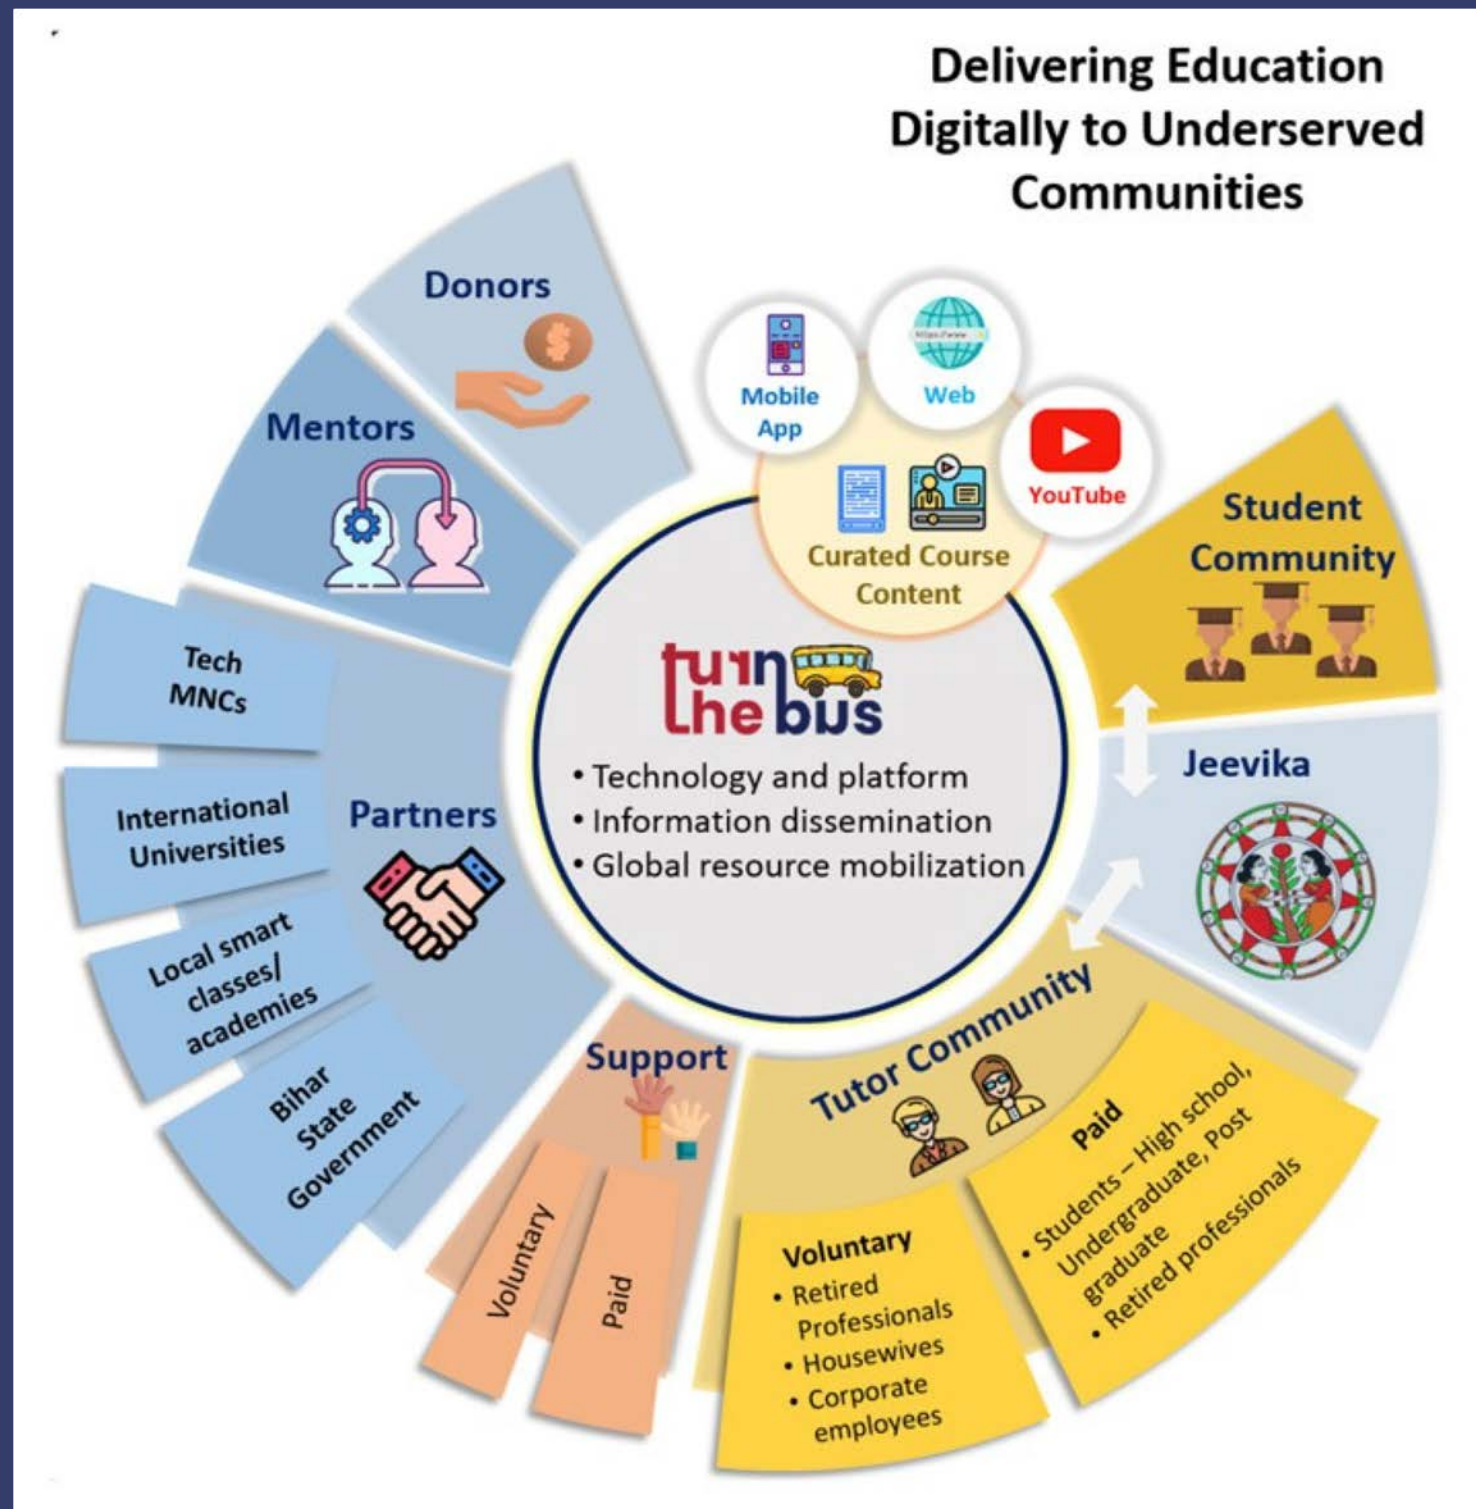 Delivering Education
Digitally to Underserved
Communities
Donors
Mentors
Mobile
App
Web
YouTube
Curated Course
Content
Student
Community
Jeevika
turn
the bus
• Technology and platform
• Information dissemination
• Global resource mobilization
Partners
Tech
MNCs
International
Universities
Local smart
classes/
academies
Bihar
State
Government
Support
Voluntary
Paid
Tutor Community
Voluntary
• Retired
Professionals
• Housewives
• Corporate
employees
Paid
• Students – High school,
Undergraduate, Post
graduate
• Retired professionals